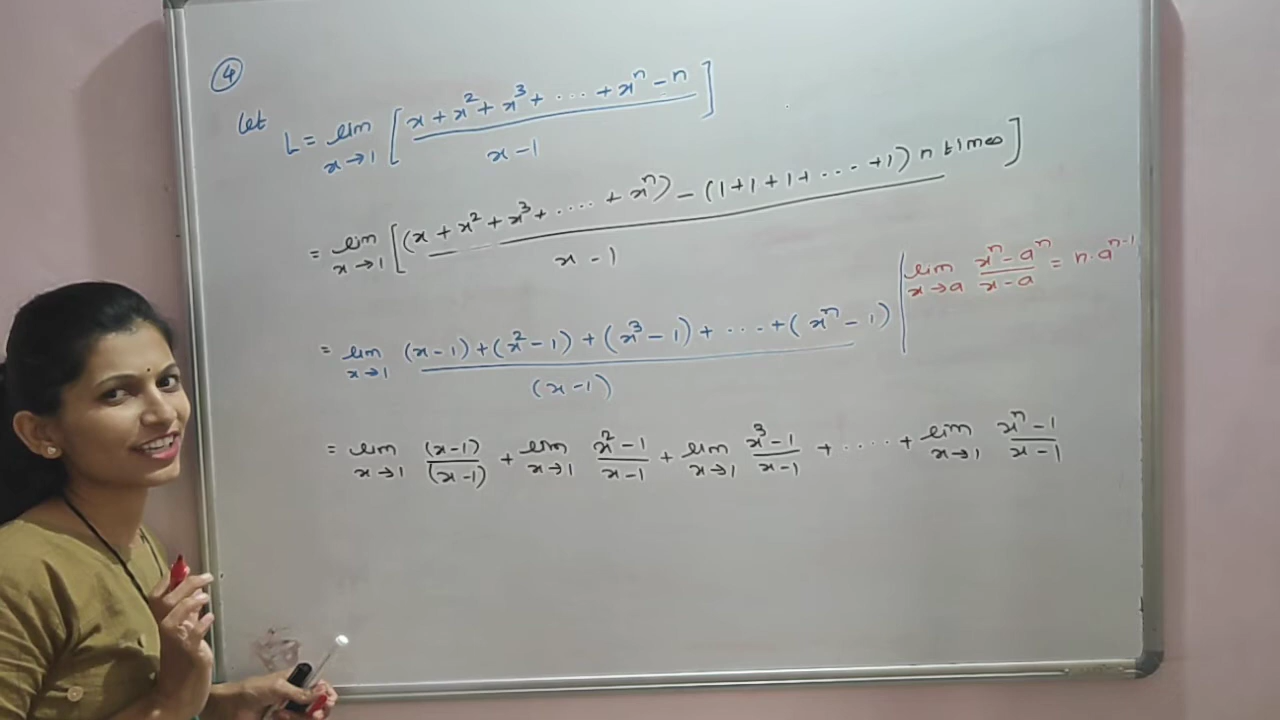 ④
Let L = lim x→1 [ (x + x² + x³ + ⋯ + xⁿ − n) / (x − 1) ]
= lim x→1 [ ((x + x² + x³ + ⋯ + xⁿ) − (1 + 1 + 1 + ⋯ + 1) n times) / (x − 1) ]
= lim x→1 ((x − 1) + (x² − 1) + (x³ − 1) + ⋯ + (xⁿ − 1)) / (x − 1)
lim x→a (xⁿ − aⁿ) / (x − a) = n · aⁿ⁻¹
= lim x→1 (x − 1) / (x − 1) + lim x→1 (x² − 1) / (x − 1) + lim x→1 (x³ − 1) / (x − 1) + ⋯ + lim x→1 (xⁿ − 1) / (x − 1)